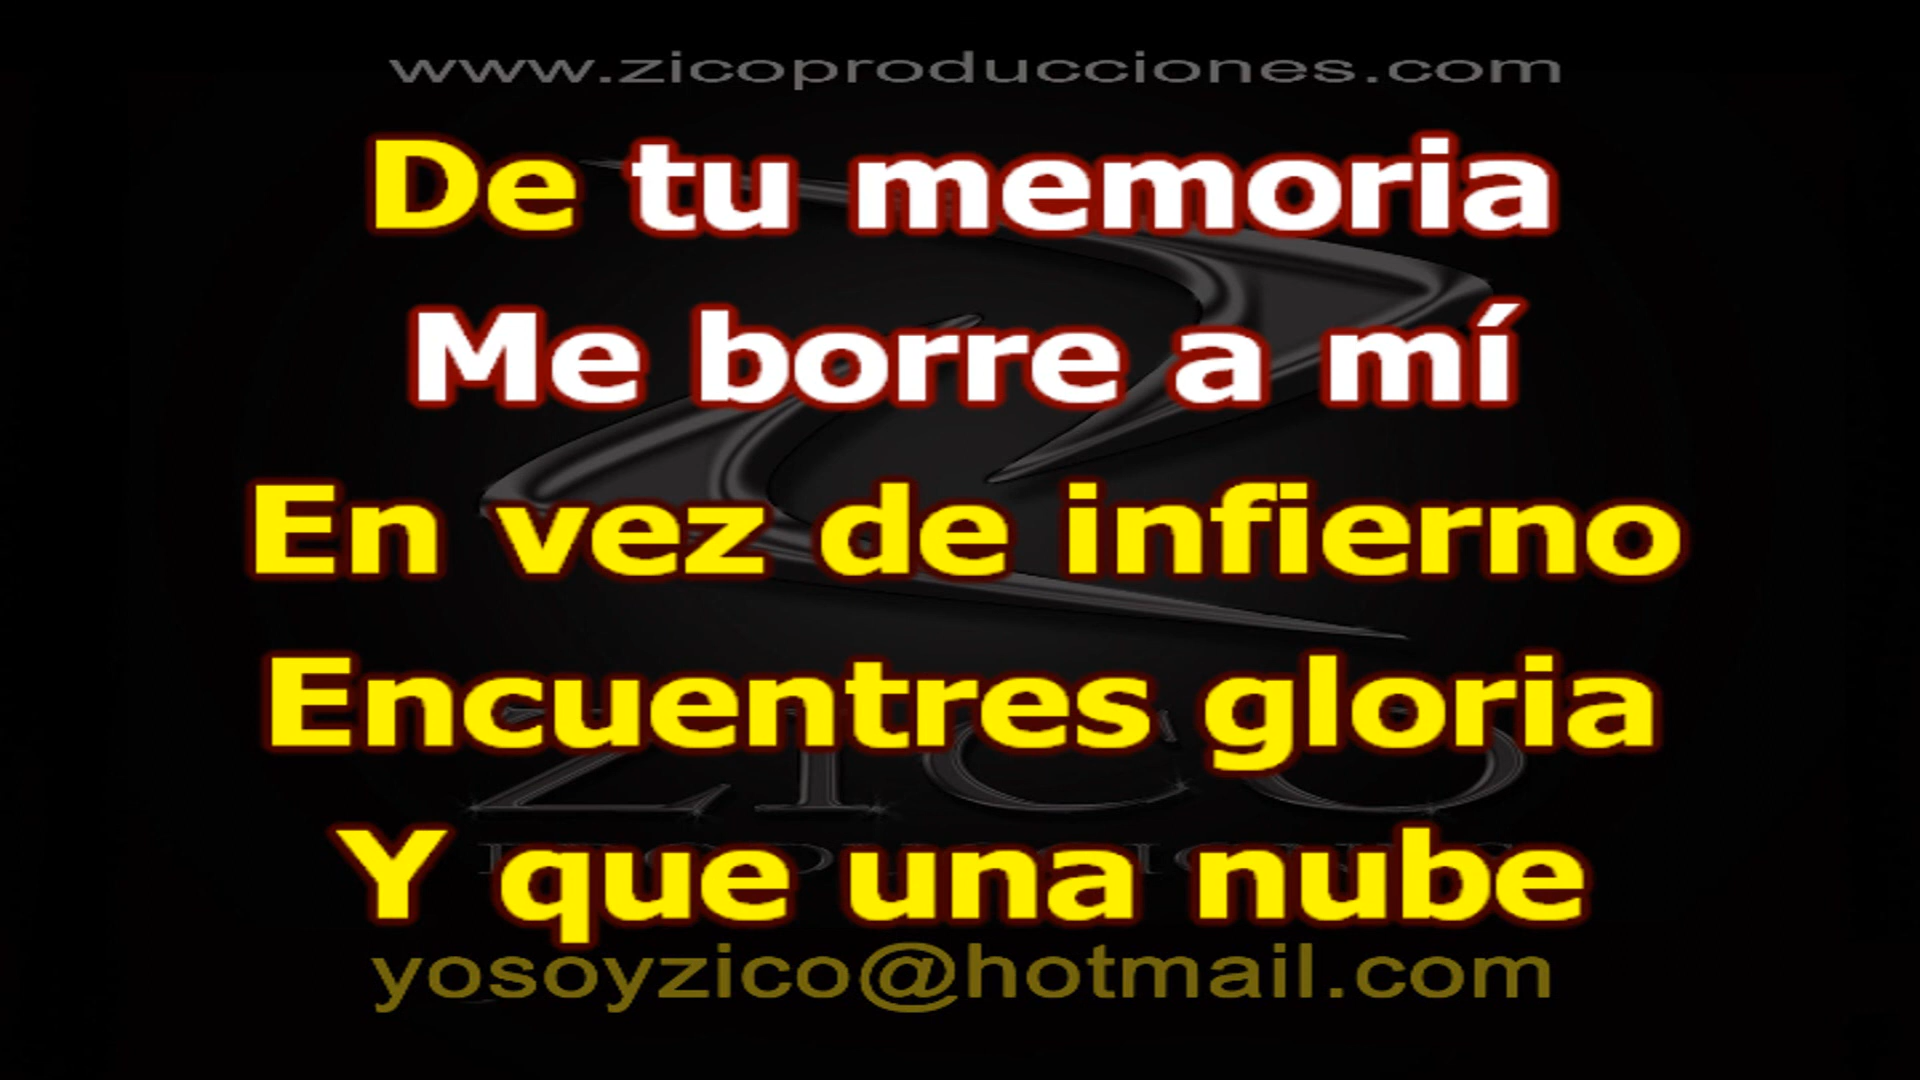 www.zicoproducciones.com
De tu memoria
Me borre a mí
En vez de infierno
Encuentres gloria
ZICO
Y que una nube
yosoyzico@hotmail.com